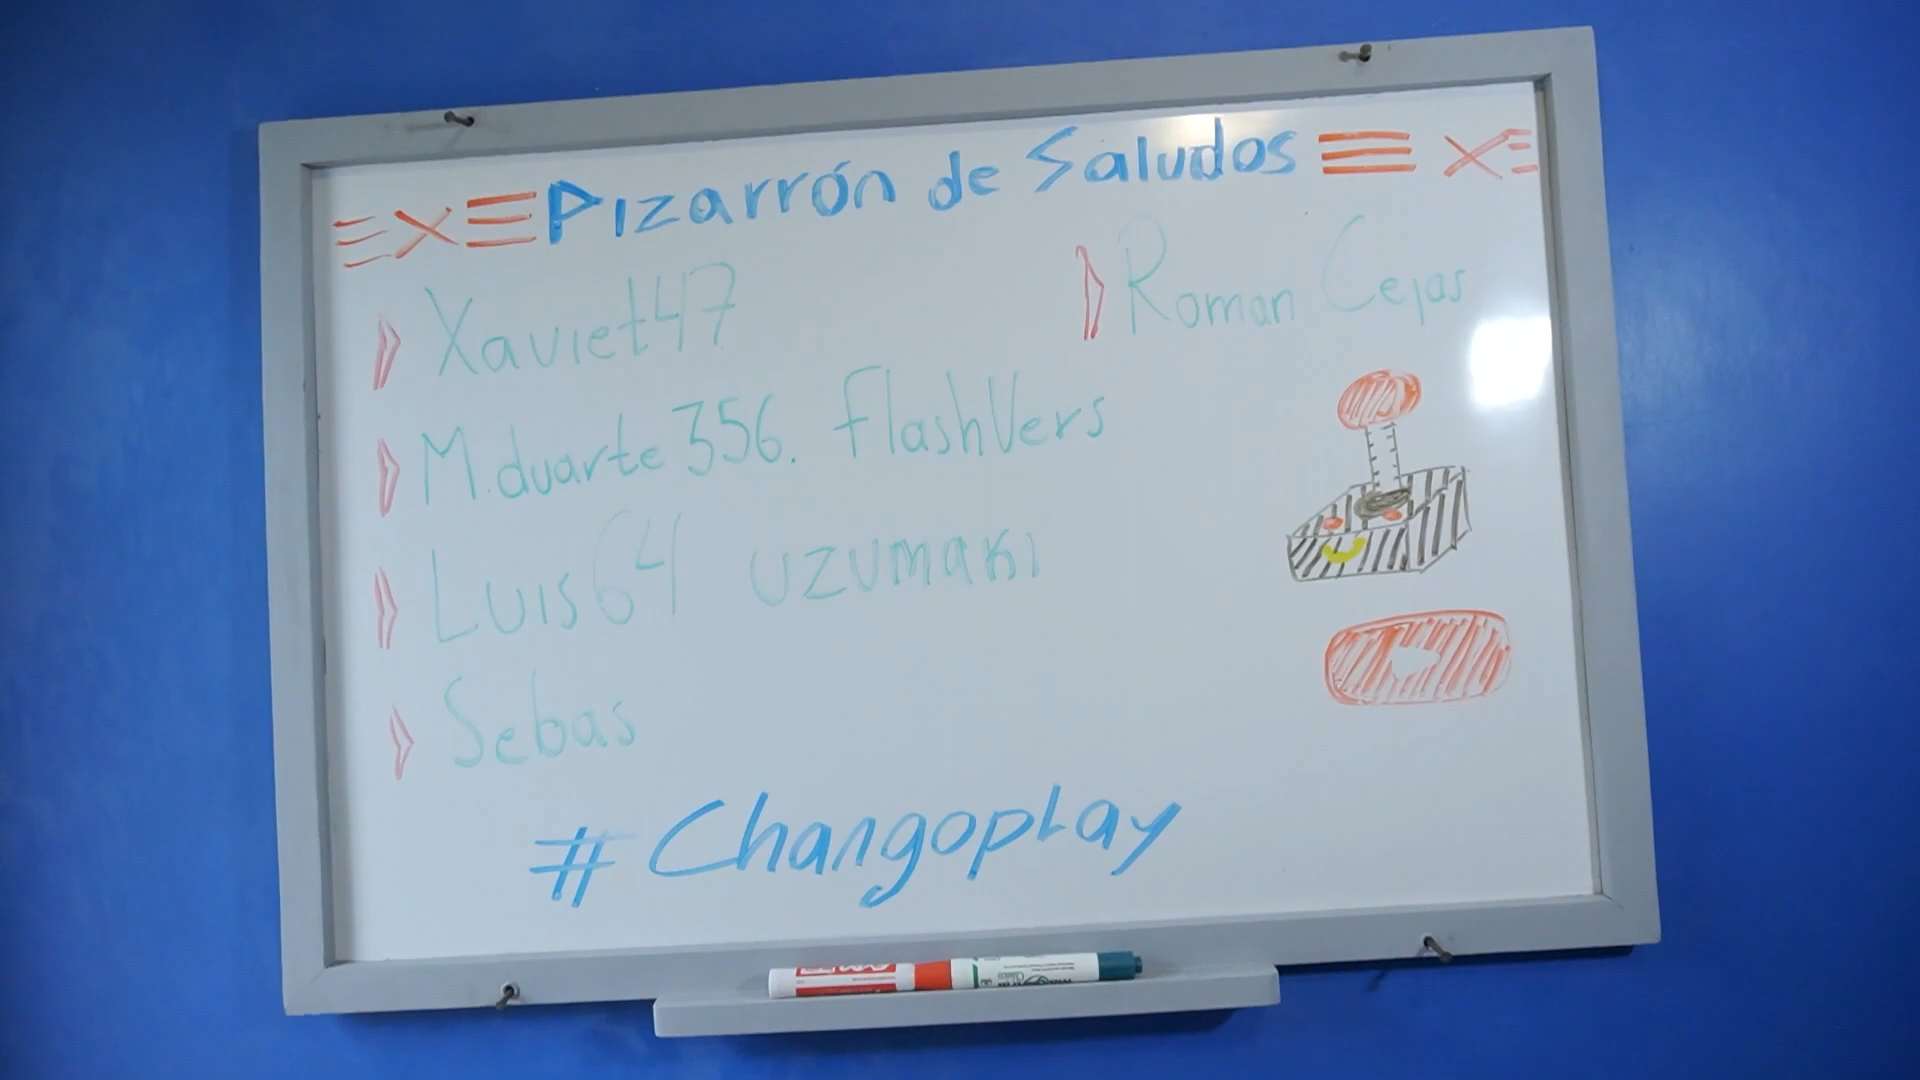 Pizarrón de Saludos
Xaviet47
M.duarte356. FlashVers
Luis64 uzumaki
Sebas
Roman Cejas
#Changoplay